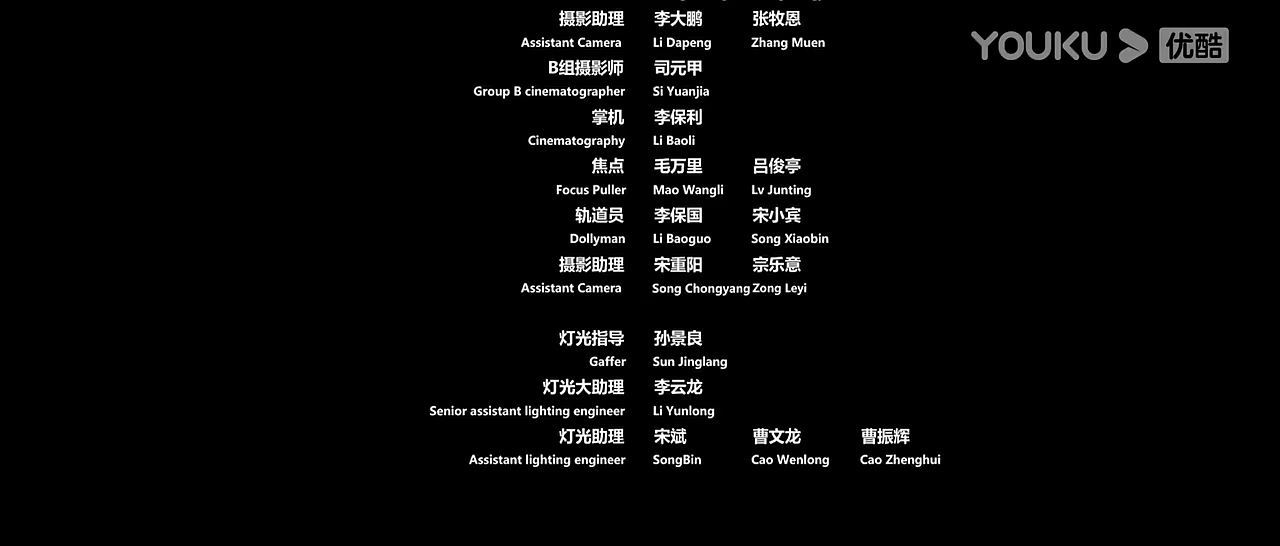 YOUKU 优酷
摄影助理 李大鹏 张牧恩
Assistant Camera Li Dapeng Zhang Muen
B组摄影师 司元甲
Group B cinematographer Si Yuanjia
掌机 李保利
Cinematography Li Baoli
焦点 毛万里 吕俊亭
Focus Puller Mao Wangli Lv Junting
轨道员 李保国 宋小宾
Dollyman Li Baoguo Song Xiaobin
摄影助理 宋重阳 宗乐意
Assistant Camera Song Chongyang Zong Leyi
灯光指导 孙景良
Gaffer Sun Jinglang
灯光大助理 李云龙
Senior assistant lighting engineer Li Yunlong
灯光助理 宋斌 曹文龙 曹振辉
Assistant lighting engineer SongBin Cao Wenlong Cao Zhenghui